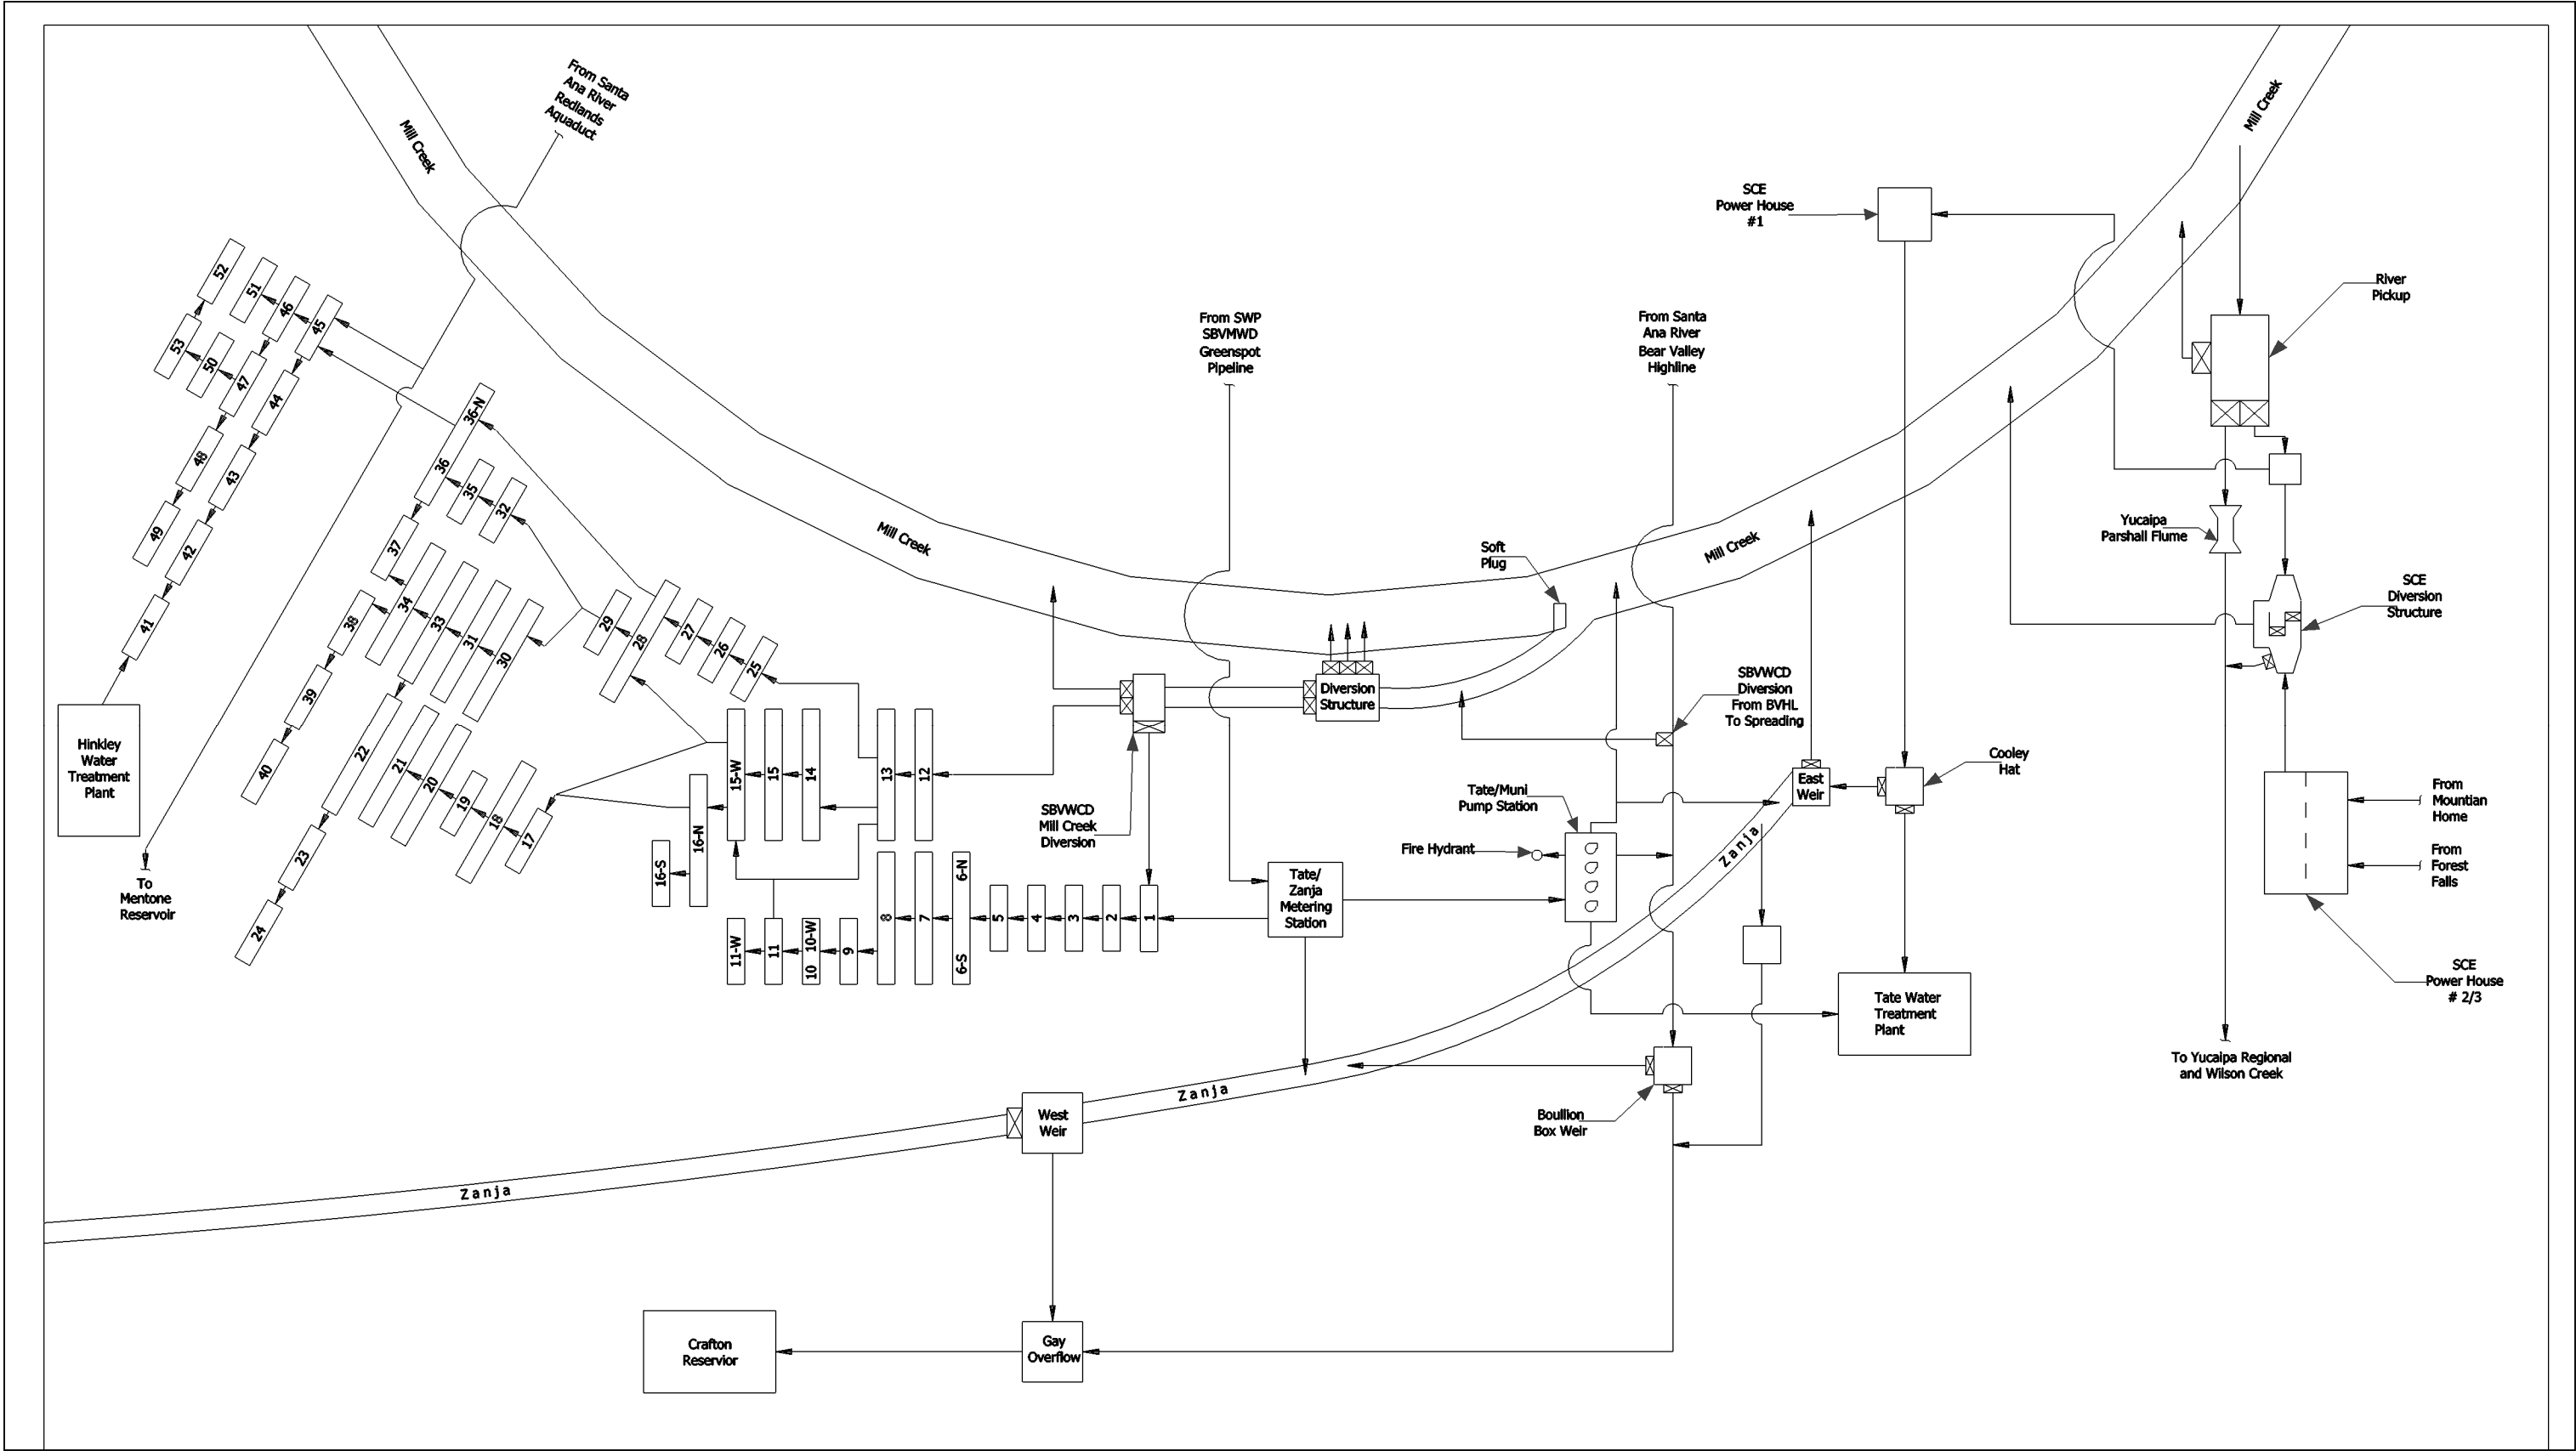 From Santa
Ana River
Redlands
Aquaduct
Mill Creek
Mill Creek
SCE
Power House
#1
River
Pickup
From SWP
SBVMWD
Greenspot
Pipeline
From Santa
Ana River
Bear Valley
Highline
52
51
46
45
53
50
47
44
48
43
49
42
41
36-N
36
35
32
37
34
33
31
30
38
39
40
29
28
27
26
25
22
21
20
19
18
17
23
24
Mill Creek
Soft
Plug
Mill Creek
Yucaipa
Parshall Flume
SCE
Diversion
Structure
Diversion
Structure
SBVWCD
Diversion
From BVHL
To Spreading
Hinkley
Water
Treatment
Plant
15-W
15
14
13
12
16-N
16-S
SBVWCD
Mill Creek
Diversion
Tate/Muni
Pump Station
Fire Hydrant
East
Weir
Cooley
Hat
Zanja
From
Mountian
Home
From
Forest
Falls
To
Mentone
Reservoir
11-W
11
10-W
10
9
8
7
6-N
6-S
5
4
3
2
1
Tate/
Zanja
Metering
Station
SCE
Power House
# 2/3
Tate Water
Treatment
Plant
To Yucaipa Regional
and Wilson Creek
West
Weir
Zanja
Boullion
Box Weir
Zanja
Crafton
Reservior
Gay
Overflow